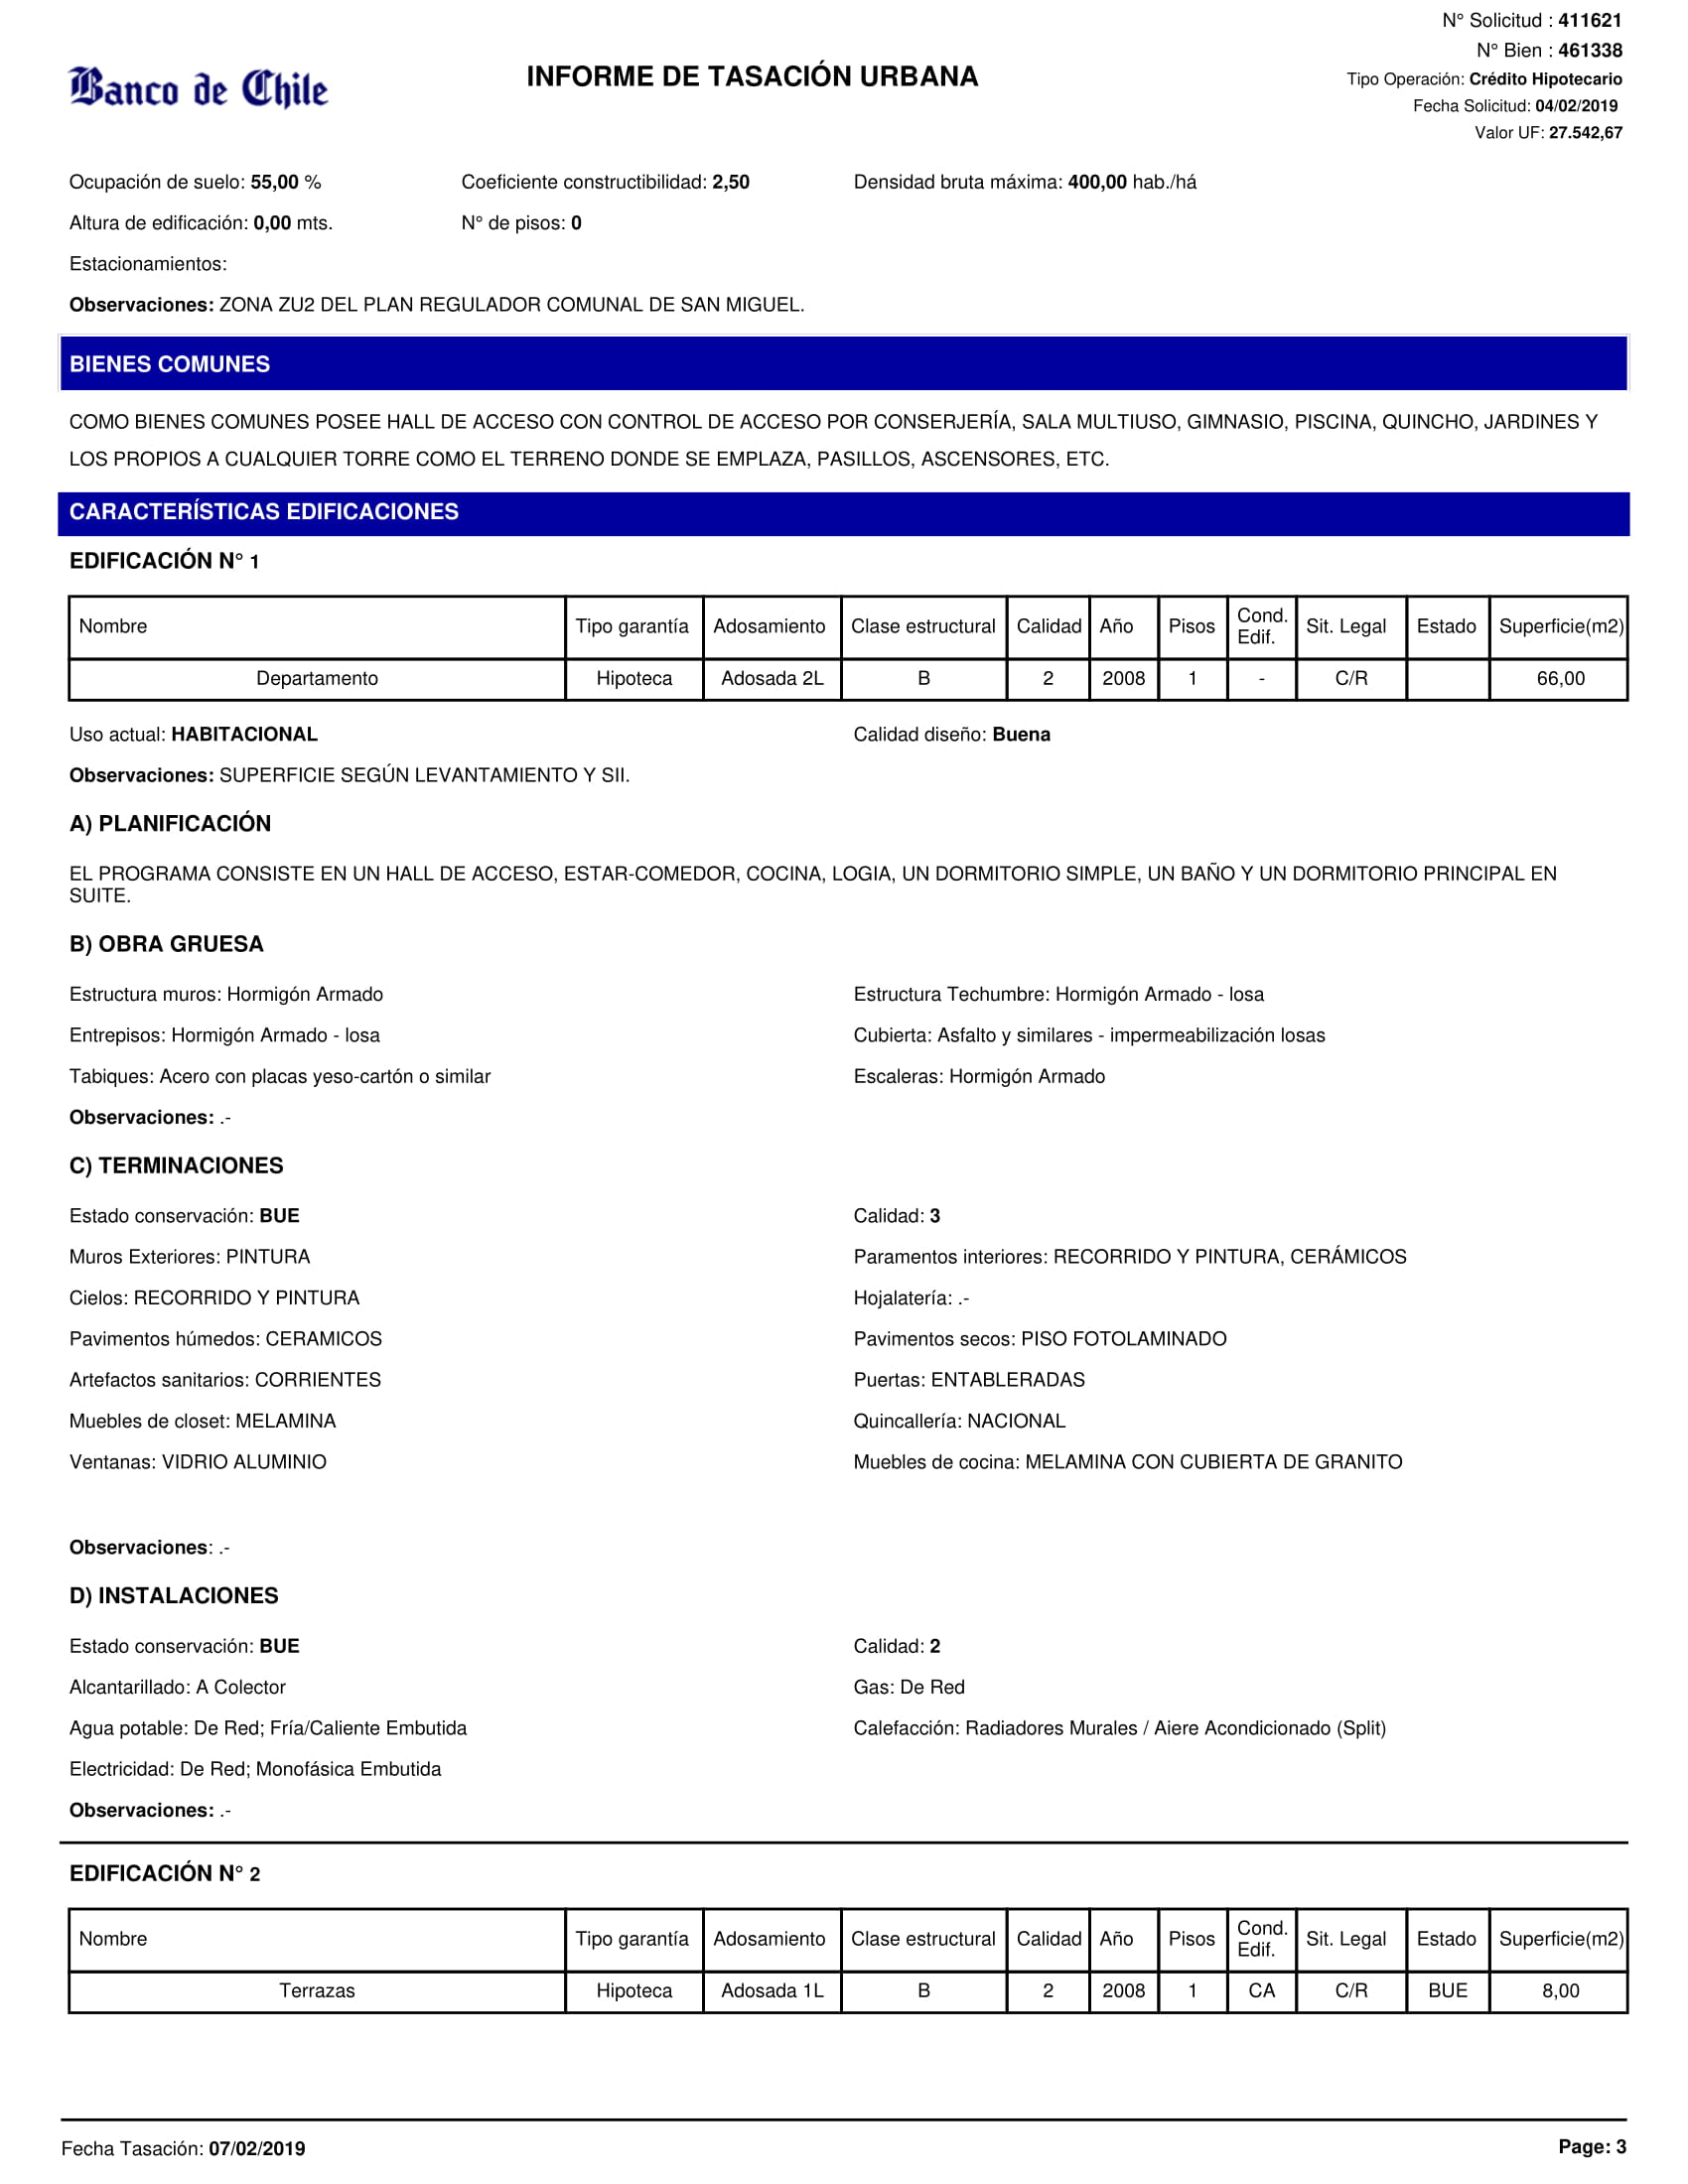 N° Solicitud : 411621
N° Bien : 461338
Banco de Chile
INFORME DE TASACIÓN URBANA
Tipo Operación: Crédito Hipotecario
Fecha Solicitud: 04/02/2019
Valor UF: 27.542,67
Ocupación de suelo: 55,00 % Coeficiente constructibilidad: 2,50 Densidad bruta máxima: 400,00 hab./há
Altura de edificación: 0,00 mts. N° de pisos: 0
Estacionamientos:
Observaciones: ZONA ZU2 DEL PLAN REGULADOR COMUNAL DE SAN MIGUEL.
BIENES COMUNES
COMO BIENES COMUNES POSEE HALL DE ACCESO CON CONTROL DE ACCESO POR CONSERJERÍA, SALA MULTIUSO, GIMNASIO, PISCINA, QUINCHO, JARDINES Y
LOS PROPIOS A CUALQUIER TORRE COMO EL TERRENO DONDE SE EMPLAZA, PASILLOS, ASCENSORES, ETC.
CARACTERÍSTICAS EDIFICACIONES
EDIFICACIÓN N° 1
Nombre Tipo garantía Adosamiento Clase estructural Calidad Año Pisos Cond. Edif. Sit. Legal Estado Superficie(m2)
Departamento Hipoteca Adosada 2L B 2 2008 1 - C/R 66,00
Uso actual: HABITACIONAL Calidad diseño: Buena
Observaciones: SUPERFICIE SEGÚN LEVANTAMIENTO Y SII.
A) PLANIFICACIÓN
EL PROGRAMA CONSISTE EN UN HALL DE ACCESO, ESTAR-COMEDOR, COCINA, LOGIA, UN DORMITORIO SIMPLE, UN BAÑO Y UN DORMITORIO PRINCIPAL EN
SUITE.
B) OBRA GRUESA
Estructura muros: Hormigón Armado Estructura Techumbre: Hormigón Armado - losa
Entrepisos: Hormigón Armado - losa Cubierta: Asfalto y similares - impermeabilización losas
Tabiques: Acero con placas yeso-cartón o similar Escaleras: Hormigón Armado
Observaciones: .-
C) TERMINACIONES
Estado conservación: BUE Calidad: 3
Muros Exteriores: PINTURA Paramentos interiores: RECORRIDO Y PINTURA, CERÁMICOS
Cielos: RECORRIDO Y PINTURA Hojalatería: .-
Pavimentos húmedos: CERAMICOS Pavimentos secos: PISO FOTOLAMINADO
Artefactos sanitarios: CORRIENTES Puertas: ENTABLERADAS
Muebles de closet: MELAMINA Quincallería: NACIONAL
Ventanas: VIDRIO ALUMINIO Muebles de cocina: MELAMINA CON CUBIERTA DE GRANITO
Observaciones: .-
D) INSTALACIONES
Estado conservación: BUE Calidad: 2
Alcantarillado: A Colector Gas: De Red
Agua potable: De Red; Fría/Caliente Embutida Calefacción: Radiadores Murales / Aiere Acondicionado (Split)
Electricidad: De Red; Monofásica Embutida
Observaciones: .-
EDIFICACIÓN N° 2
Nombre Tipo garantía Adosamiento Clase estructural Calidad Año Pisos Cond. Edif. Sit. Legal Estado Superficie(m2)
Terrazas Hipoteca Adosada 1L B 2 2008 1 CA C/R BUE 8,00
Fecha Tasación: 07/02/2019 Page: 3